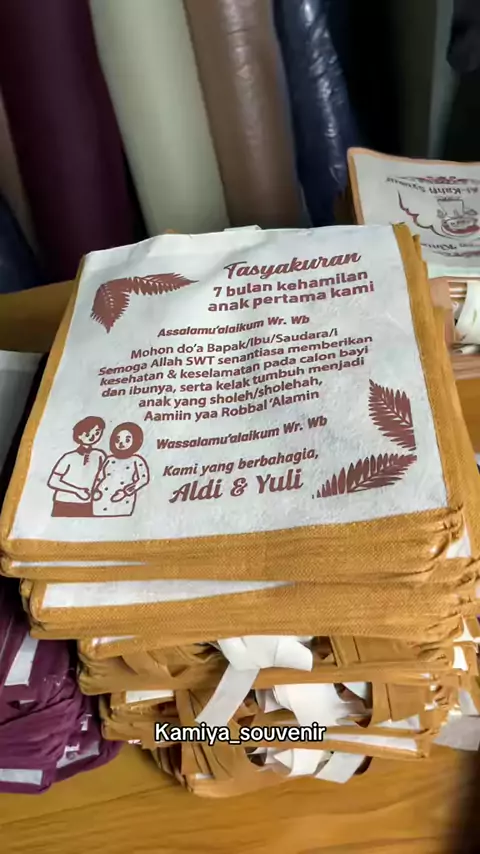 Tasyakuran
7 bulan kehamilan
anak pertama kami
Assalamu'alaikum Wr. Wb
Mohon do'a Bapak/Ibu/Saudara/i
Semoga Allah SWT senantiasa memberikan
kesehatan & keselamatan pada calon bayi
dan ibunya, serta kelak tumbuh menjadi
anak yang sholeh/sholehah,
Aamiin yaa Robbal 'Alamin
Wassalamu'alaikum Wr. Wb
Kami yang berbahagia,
Aldi & Yuli
Kamiya_souvenir